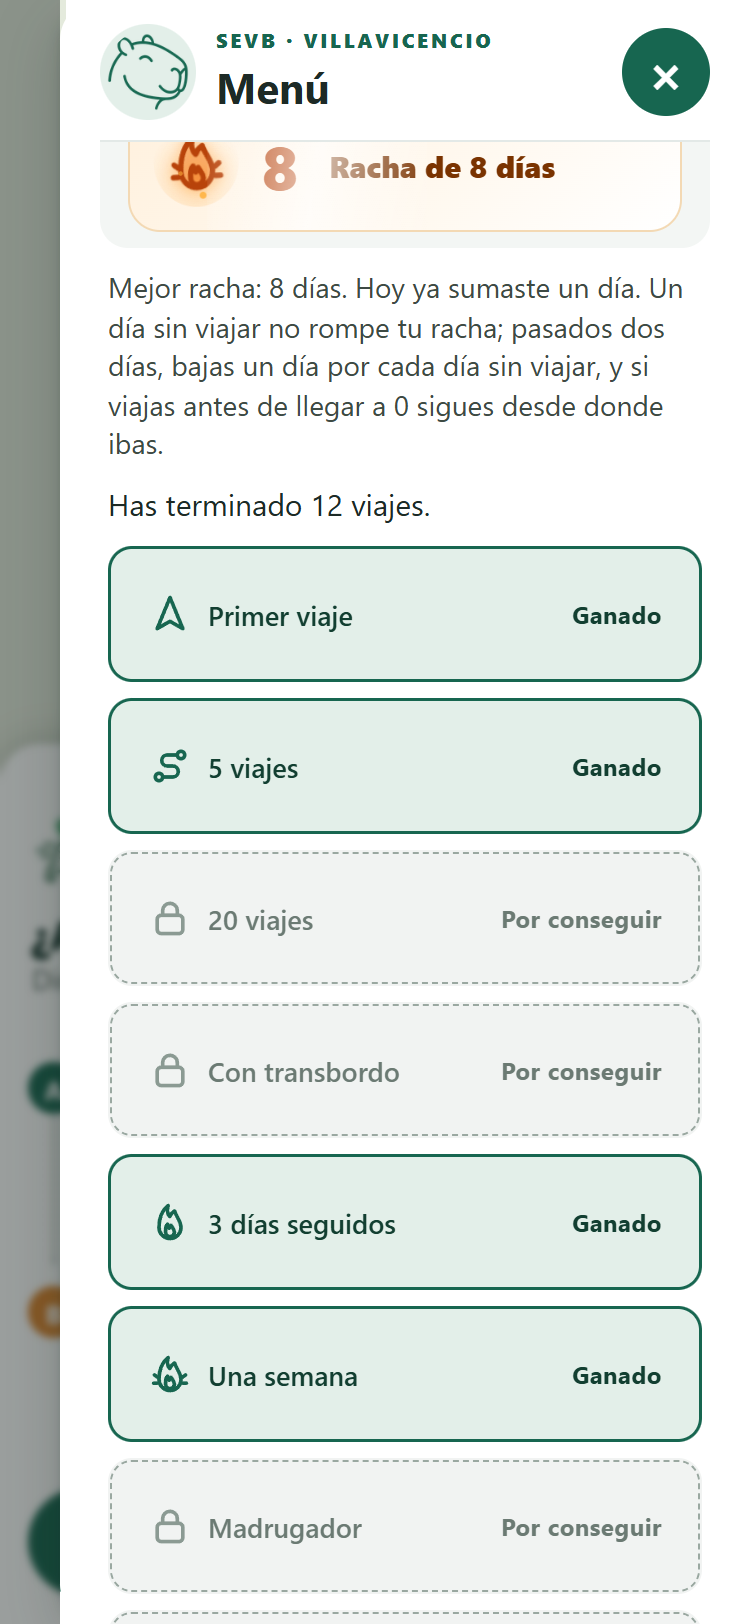 SEVB · VILLAVICENCIO
Menú
8 Racha de 8 días
Mejor racha: 8 días. Hoy ya sumaste un día. Un
día sin viajar no rompe tu racha; pasados dos
días, bajas un día por cada día sin viajar, y si
viajas antes de llegar a 0 sigues desde donde
ibas.
Has terminado 12 viajes.
Primer viaje Ganado
5 viajes Ganado
20 viajes Por conseguir
Con transbordo Por conseguir
3 días seguidos Ganado
Una semana Ganado
Madrugador Por conseguir